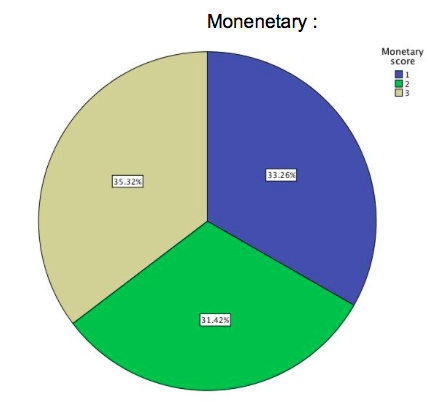 Monenetary :
Monetary
score
1
2
3
35.32%
33.26%
31.42%